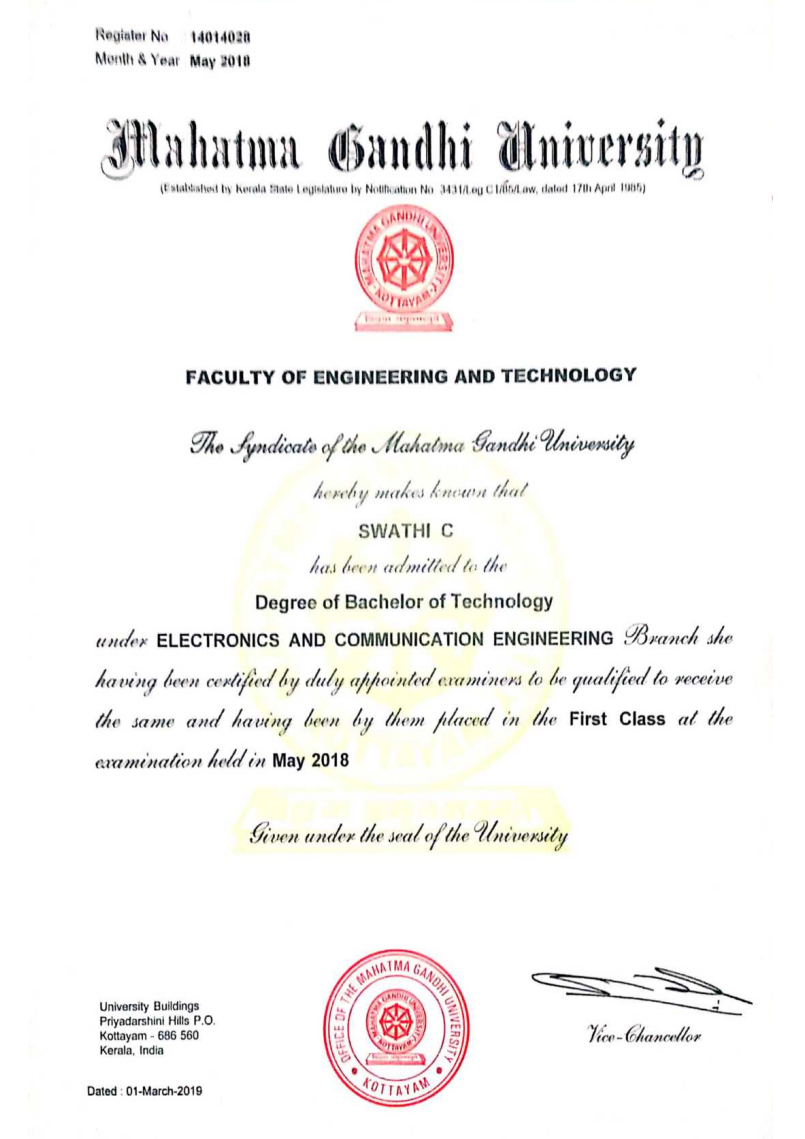 Register No 14014028
Month & Year May 2018
Mahatma Gandhi University
(Established by Kerala State Legislature by Notification No. 3431/Leg C1/85/Law, dated 17th April 1985)
MAHATMA GANDHI UNIVERSITY
KOTTAYAM
FACULTY OF ENGINEERING AND TECHNOLOGY
The Syndicate of the Mahatma Gandhi University
hereby makes known that
SWATHI C
has been admitted to the
Degree of Bachelor of Technology
under ELECTRONICS AND COMMUNICATION ENGINEERING Branch she
having been certified by duly appointed examiners to be qualified to receive
the same and having been by them placed in the First Class at the
examination held in May 2018
Given under the seal of the University
OFFICE OF THE MAHATMA GANDHI UNIVERSITY
KOTTAYAM
MAHATMA GANDHI UNIVERSITY
KOTTAYAM
University Buildings
Priyadarshini Hills P.O.
Kottayam - 686 560
Kerala, India
Vice-Chancellor
Dated : 01-March-2019